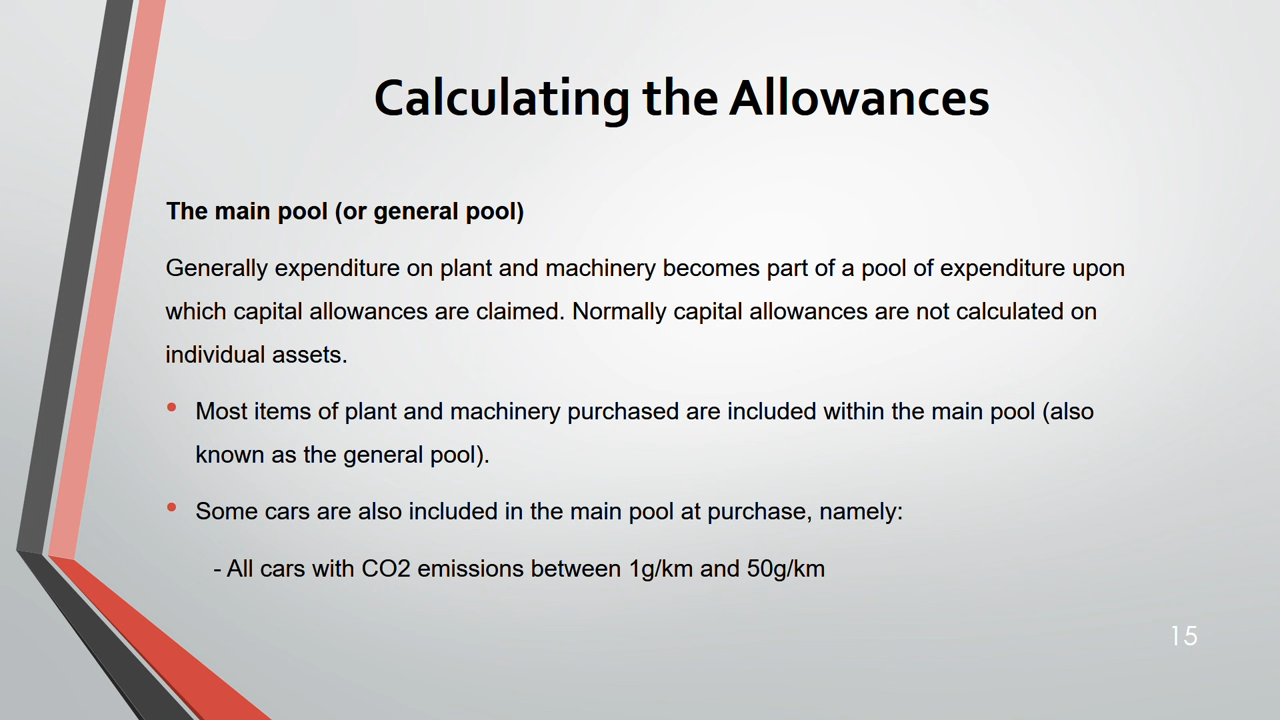 Calculating the Allowances
The main pool (or general pool)
Generally expenditure on plant and machinery becomes part of a pool of expenditure upon
which capital allowances are claimed. Normally capital allowances are not calculated on
individual assets.
• Most items of plant and machinery purchased are included within the main pool (also
known as the general pool).
• Some cars are also included in the main pool at purchase, namely:
- All cars with CO2 emissions between 1g/km and 50g/km
15